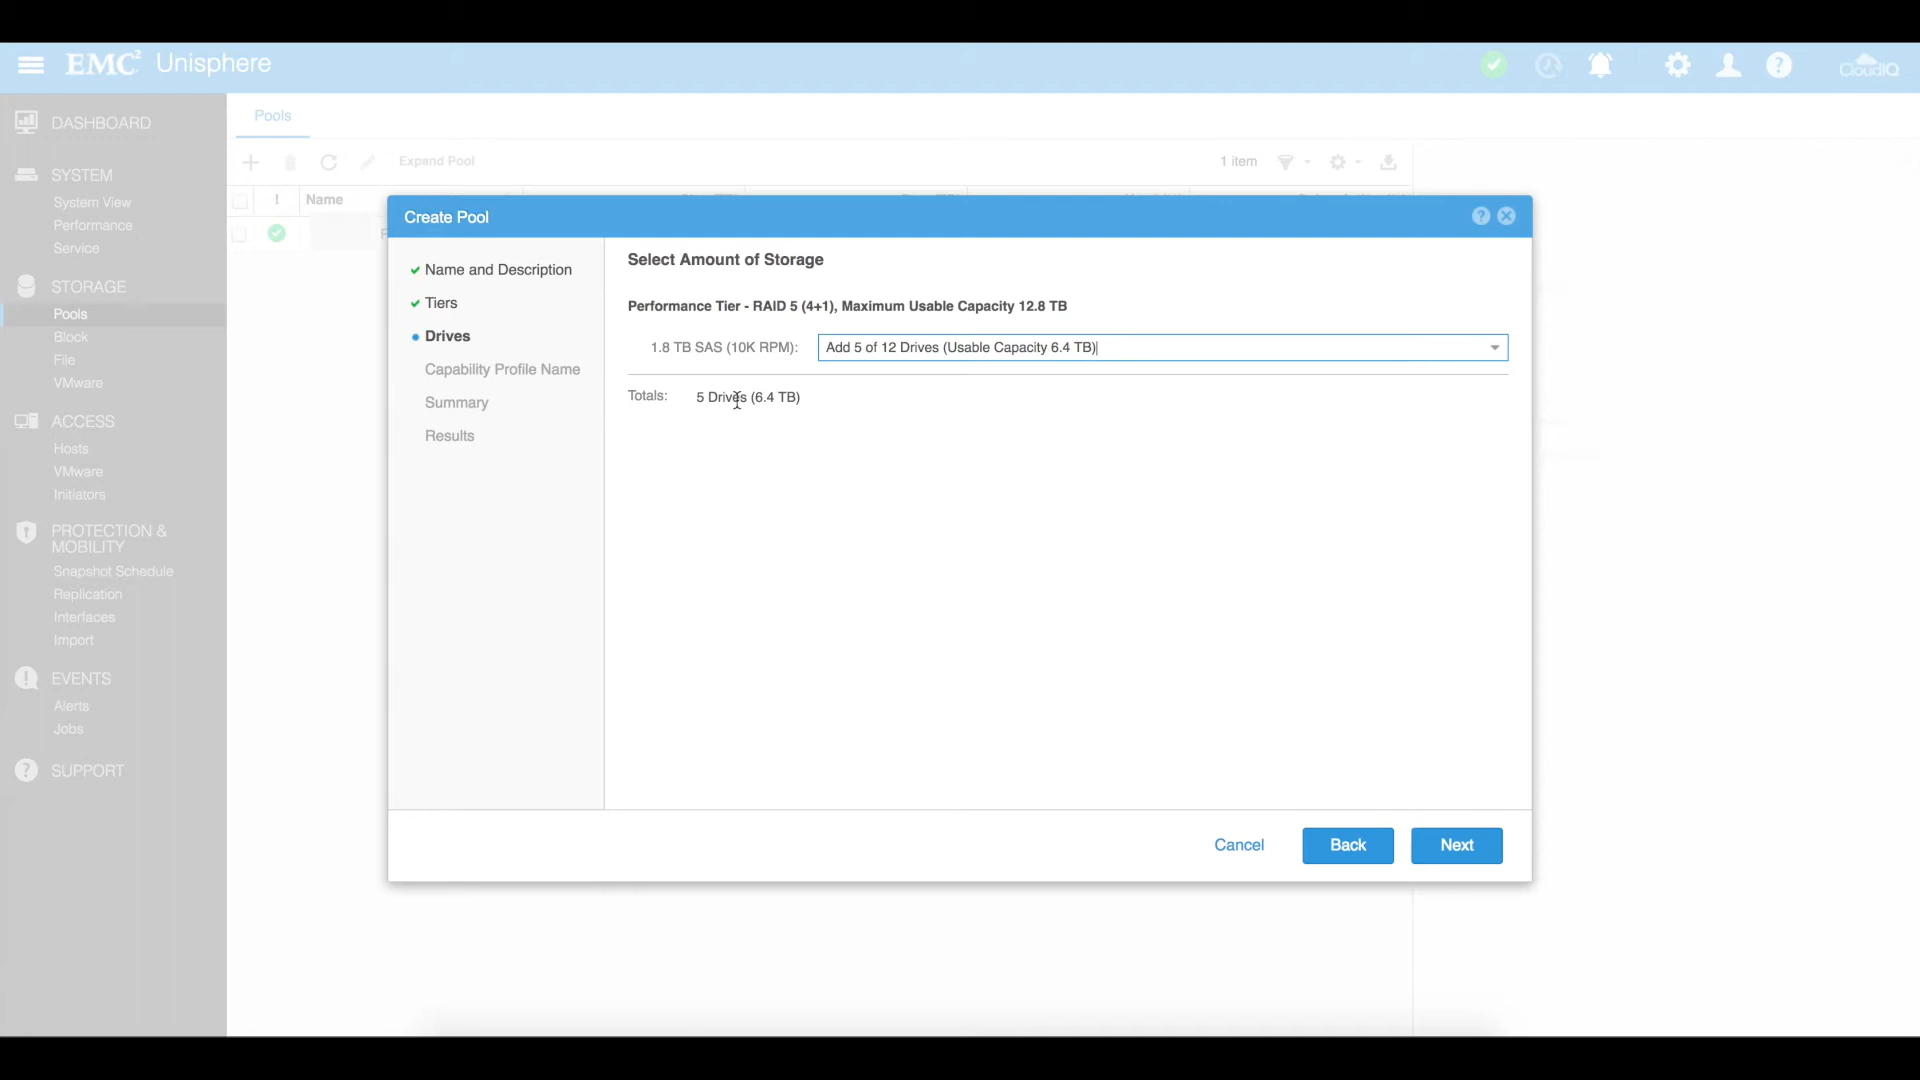 EMC² Unisphere
CloudIQ
DASHBOARD
SYSTEM
System View
Performance
Service
STORAGE
Pools
Block
File
VMware
ACCESS
Hosts
VMware
Initiators
PROTECTION &
MOBILITY
Snapshot Schedule
Replication
Interfaces
Import
EVENTS
Alerts
Jobs
SUPPORT
Pools
Expand Pool
1 item
! Name
Create Pool
Name and Description
Tiers
Drives
Capability Profile Name
Summary
Results
Select Amount of Storage
Performance Tier - RAID 5 (4+1), Maximum Usable Capacity 12.8 TB
1.8 TB SAS (10K RPM): Add 5 of 12 Drives (Usable Capacity 6.4 TB)
Totals: 5 Drives (6.4 TB)
Cancel
Back
Next